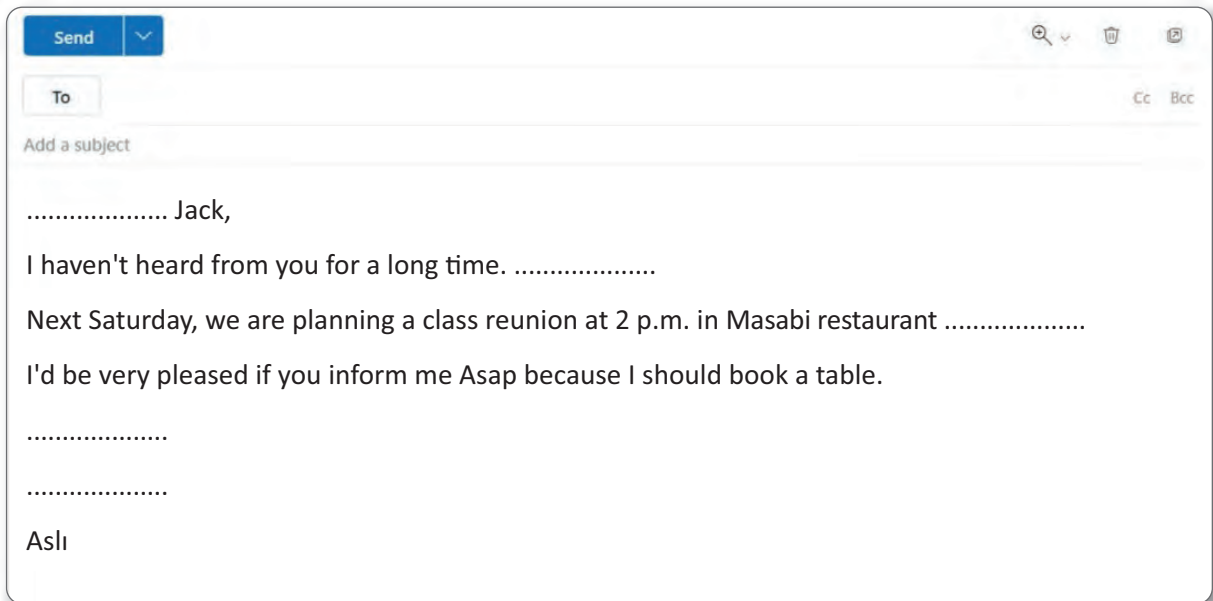 Send
To
Cc Bcc
Add a subject
.................... Jack,
I haven't heard from you for a long time. ....................
Next Saturday, we are planning a class reunion at 2 p.m. in Masabi restaurant ....................
I'd be very pleased if you inform me Asap because I should book a table.
....................
....................
Aslı